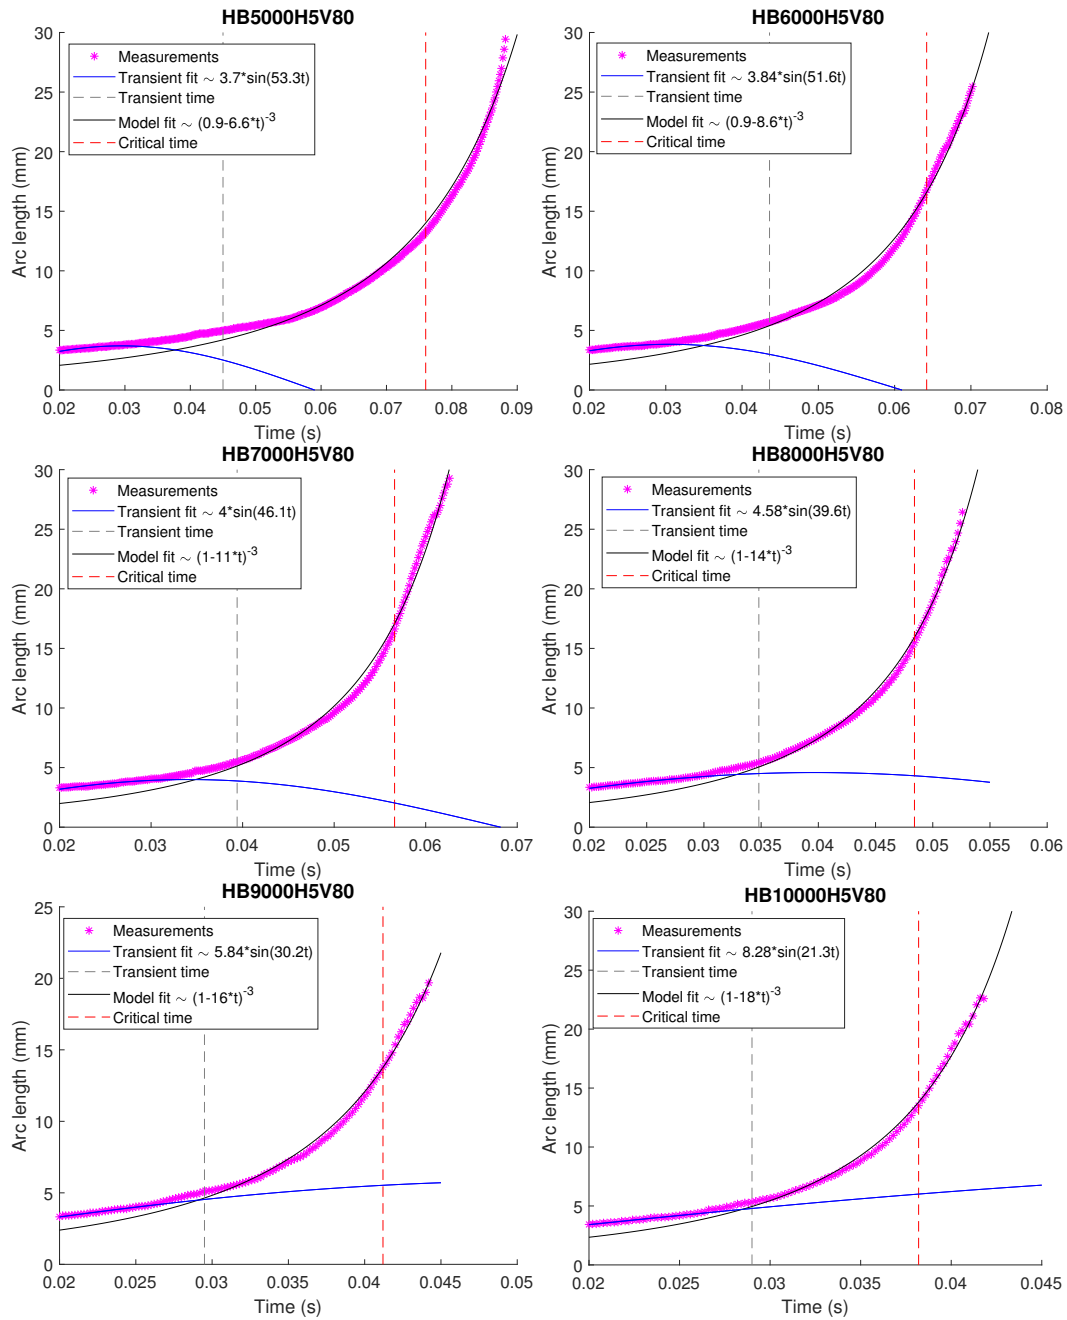 HB5000H5V80
30
25
20
15
10
5
0
Arc length (mm)
Measurements
Transient fit ∼ 3.7*sin(53.3t)
Transient time
Model fit ∼ (0.9-6.6*t)⁻³
Critical time
0.02 0.03 0.04 0.05 0.06 0.07 0.08 0.09
Time (s)
HB6000H5V80
30
25
20
15
10
5
0
Arc length (mm)
Measurements
Transient fit ∼ 3.84*sin(51.6t)
Transient time
Model fit ∼ (0.9-8.6*t)⁻³
Critical time
0.02 0.03 0.04 0.05 0.06 0.07 0.08
Time (s)
HB7000H5V80
30
25
20
15
10
5
0
Arc length (mm)
Measurements
Transient fit ∼ 4*sin(46.1t)
Transient time
Model fit ∼ (1-11*t)⁻³
Critical time
0.02 0.03 0.04 0.05 0.06 0.07
Time (s)
HB8000H5V80
30
25
20
15
10
5
0
Arc length (mm)
Measurements
Transient fit ∼ 4.58*sin(39.6t)
Transient time
Model fit ∼ (1-14*t)⁻³
Critical time
0.02 0.025 0.03 0.035 0.04 0.045 0.05 0.055 0.06
Time (s)
HB9000H5V80
25
20
15
10
5
0
Arc length (mm)
Measurements
Transient fit ∼ 5.84*sin(30.2t)
Transient time
Model fit ∼ (1-16*t)⁻³
Critical time
0.02 0.025 0.03 0.035 0.04 0.045 0.05
Time (s)
HB10000H5V80
30
25
20
15
10
5
0
Arc length (mm)
Measurements
Transient fit ∼ 8.28*sin(21.3t)
Transient time
Model fit ∼ (1-18*t)⁻³
Critical time
0.02 0.025 0.03 0.035 0.04 0.045
Time (s)